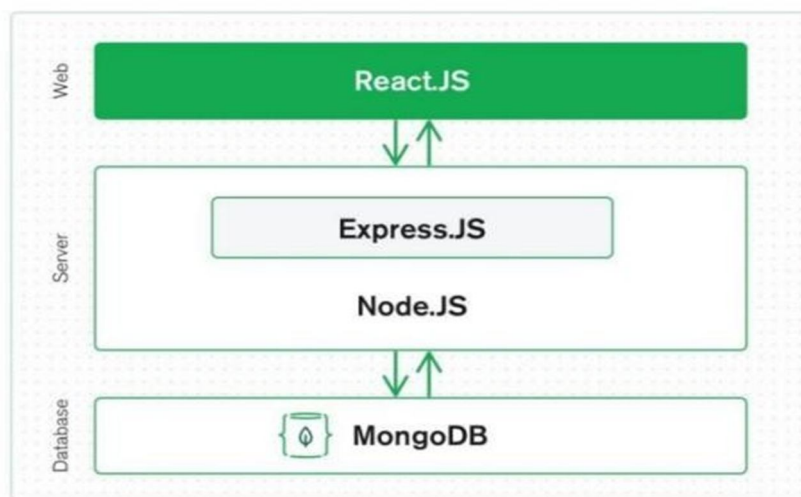 Web
React.JS
Server
Express.JS
Node.JS
Database
MongoDB